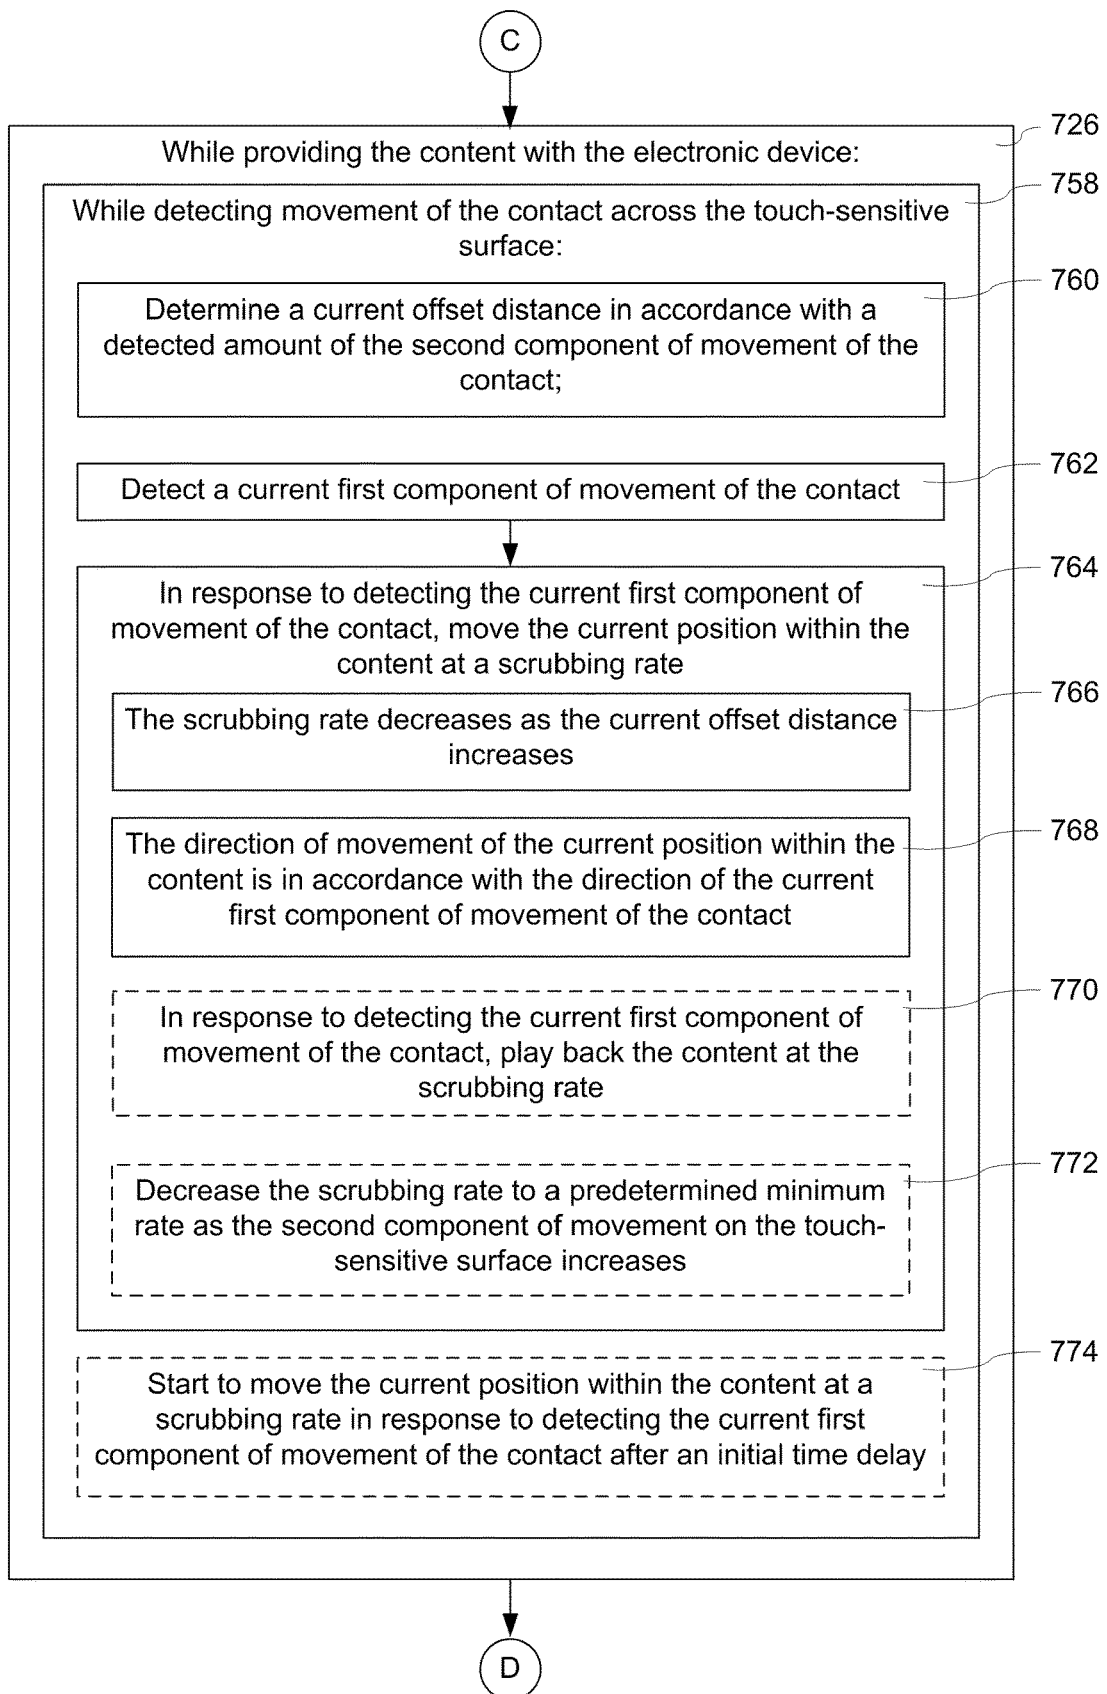 C
726
While providing the content with the electronic device:
758
While detecting movement of the contact across the touch-sensitive
surface:
760
Determine a current offset distance in accordance with a
detected amount of the second component of movement of the
contact;
762
Detect a current first component of movement of the contact
764
In response to detecting the current first component of
movement of the contact, move the current position within the
content at a scrubbing rate
766
The scrubbing rate decreases as the current offset distance
increases
768
The direction of movement of the current position within the
content is in accordance with the direction of the current
first component of movement of the contact
770
In response to detecting the current first component of
movement of the contact, play back the content at the
scrubbing rate
772
Decrease the scrubbing rate to a predetermined minimum
rate as the second component of movement on the touch-
sensitive surface increases
774
Start to move the current position within the content at a
scrubbing rate in response to detecting the current first
component of movement of the contact after an initial time delay
D